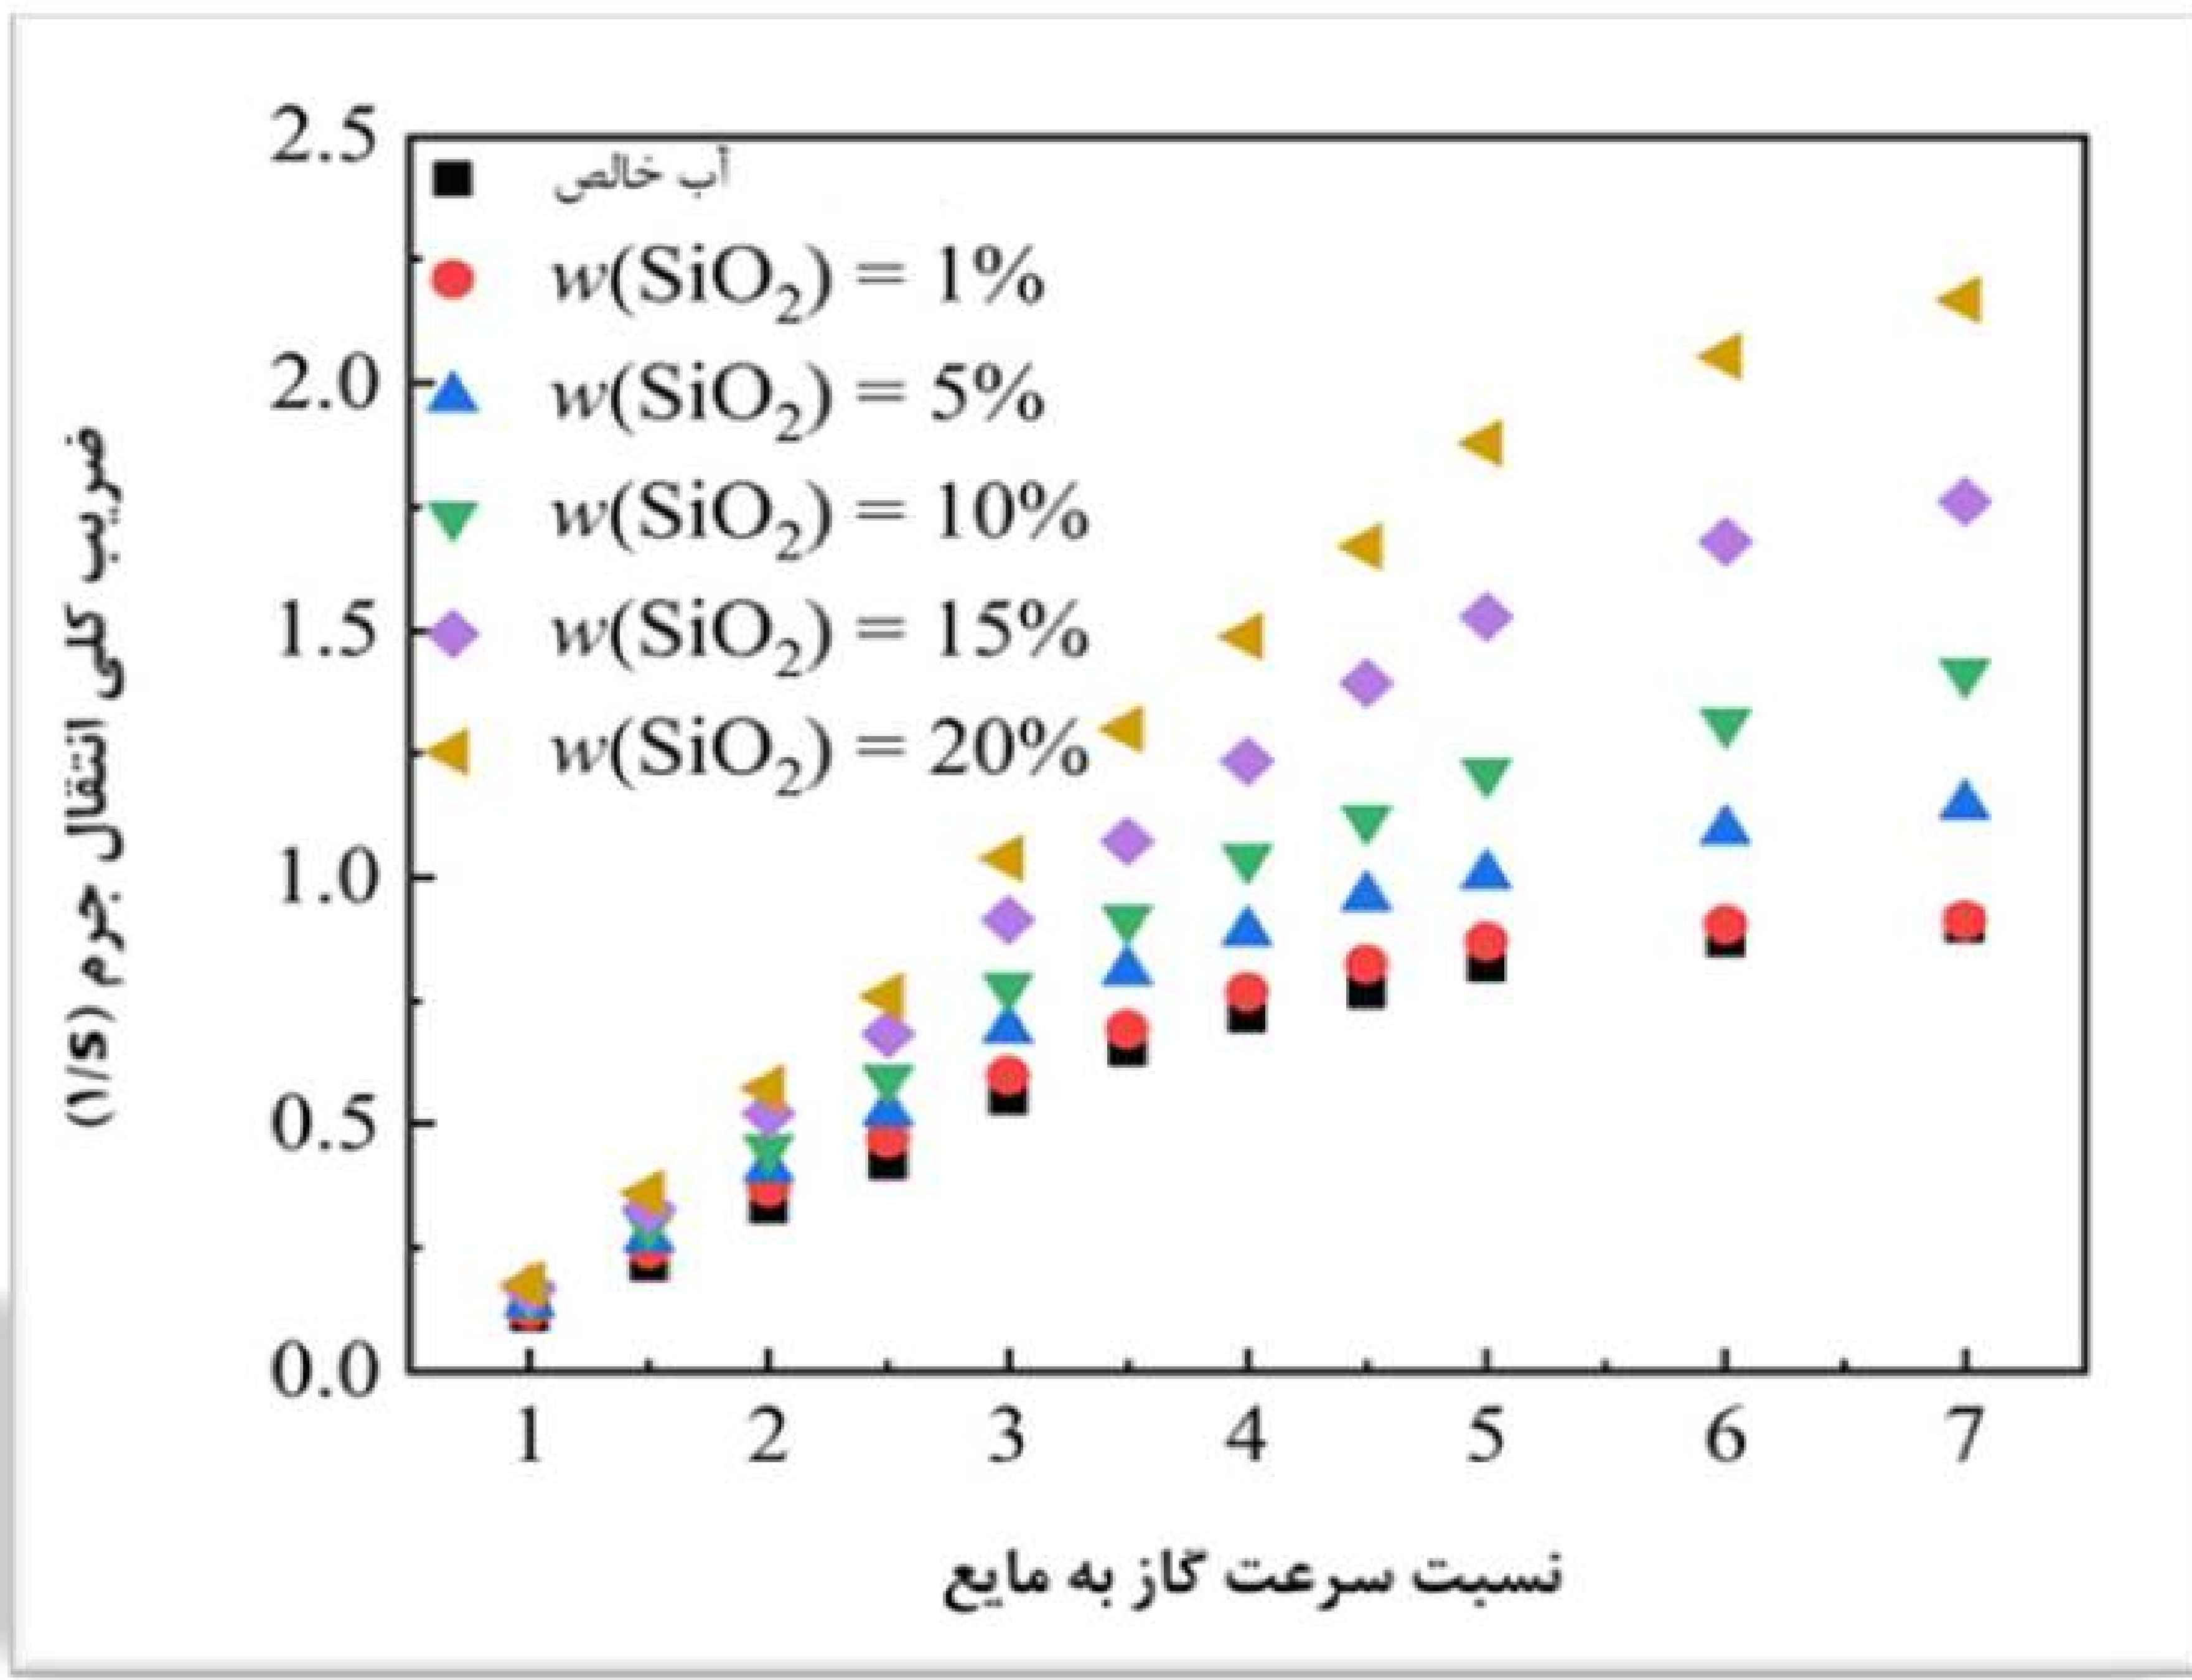 2.5
2.0
1.5
1.0
0.5
0.0
آب خالص
w(SiO₂) = 1%
w(SiO₂) = 5%
w(SiO₂) = 10%
w(SiO₂) = 15%
w(SiO₂) = 20%
ضریب کلی انتقال جرم (۱/s)
1 2 3 4 5 6 7
نسبت سرعت گاز به مایع